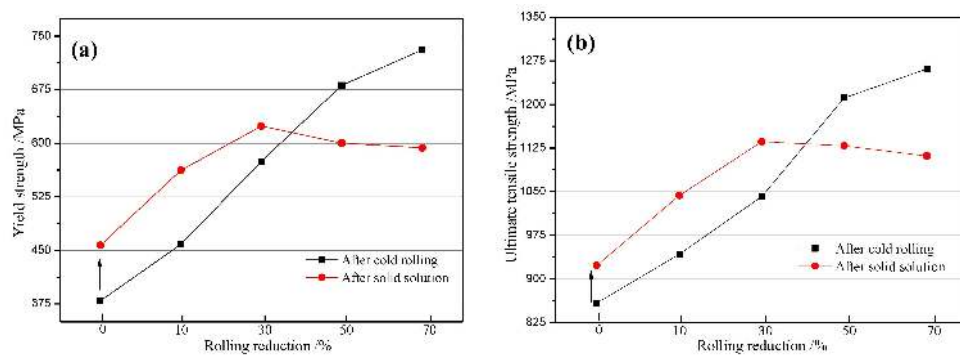 (a)
Yield strength /MPa
750
675
600
525
450
375
After cold rolling
After solid solution
0 10 30 50 70
Rolling reduction /%
(b)
Ultimate tensile strength /MPa
1350
1275
1200
1125
1050
975
900
825
After cold rolling
After solid solution
0 10 30 50 70
Rolling reduction /%